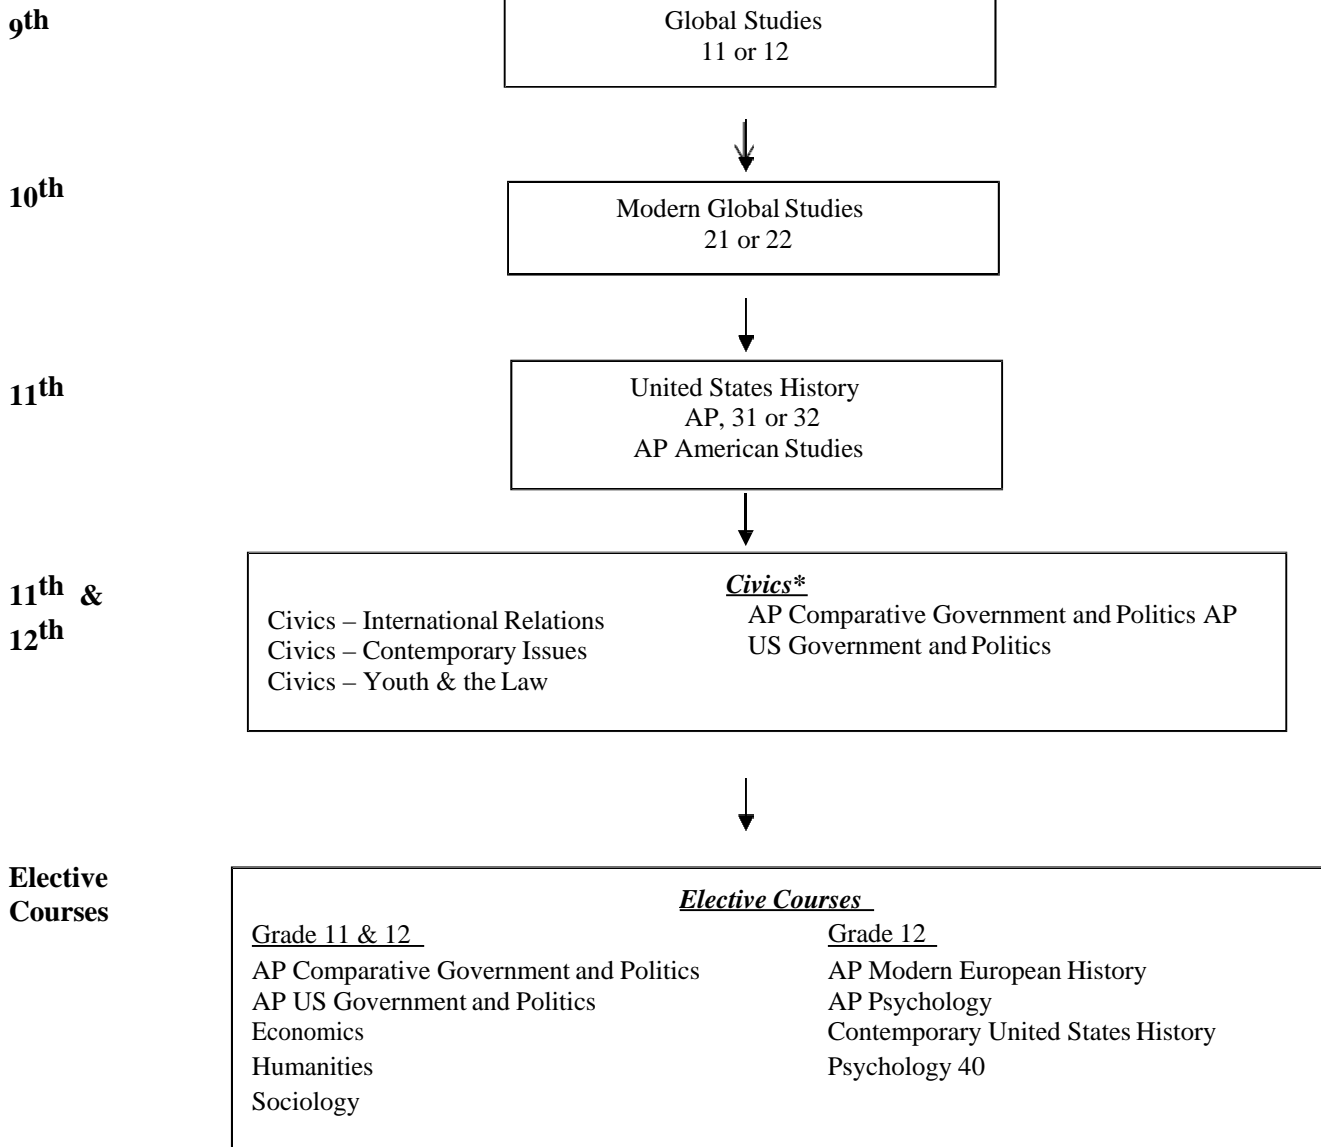 9th
Global Studies
11 or 12
10th
Modern Global Studies
21 or 22
11th
United States History
AP, 31 or 32
AP American Studies
11th &
12th
Civics*
Civics – International Relations
Civics – Contemporary Issues
Civics – Youth & the Law
AP Comparative Government and Politics AP
US Government and Politics
Elective
Courses
Elective Courses
Grade 11 & 12
AP Comparative Government and Politics
AP US Government and Politics
Economics
Humanities
Sociology
Grade 12
AP Modern European History
AP Psychology
Contemporary United States History
Psychology 40